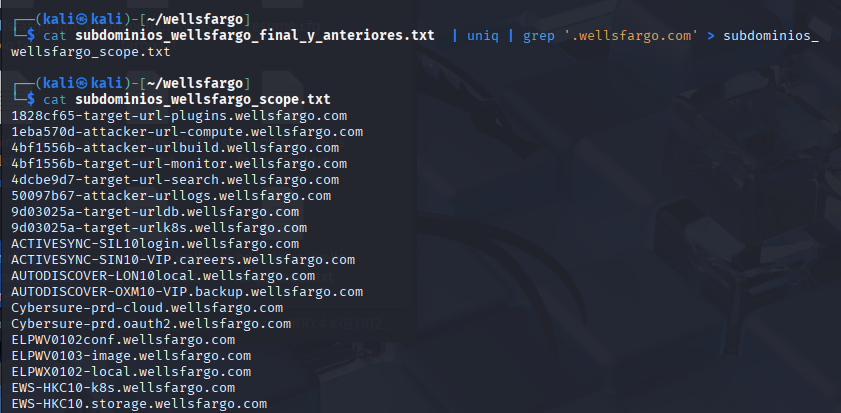 ┌──(kali㉿kali)-[~/wellsfargo]
└─$ cat subdominios_wellsfargo_final_y_anteriores.txt | uniq | grep '.wellsfargo.com' > subdominios_
wellsfargo_scope.txt
┌──(kali㉿kali)-[~/wellsfargo]
└─$ cat subdominios_wellsfargo_scope.txt
1828cf65-target-url-plugins.wellsfargo.com
1eba570d-attacker-url-compute.wellsfargo.com
4bf1556b-attacker-urlbuild.wellsfargo.com
4bf1556b-target-url-monitor.wellsfargo.com
4dcbe9d7-target-url-search.wellsfargo.com
50097b67-attacker-urllogs.wellsfargo.com
9d03025a-target-urldb.wellsfargo.com
9d03025a-target-urlk8s.wellsfargo.com
ACTIVESYNC-SIL10login.wellsfargo.com
ACTIVESYNC-SIN10-VIP.careers.wellsfargo.com
AUTODISCOVER-LON10local.wellsfargo.com
AUTODISCOVER-OXM10-VIP.backup.wellsfargo.com
Cybersure-prd-cloud.wellsfargo.com
Cybersure-prd.oauth2.wellsfargo.com
ELPWV0102conf.wellsfargo.com
ELPWV0103-image.wellsfargo.com
ELPWX0102-local.wellsfargo.com
EWS-HKC10-k8s.wellsfargo.com
EWS-HKC10.storage.wellsfargo.com